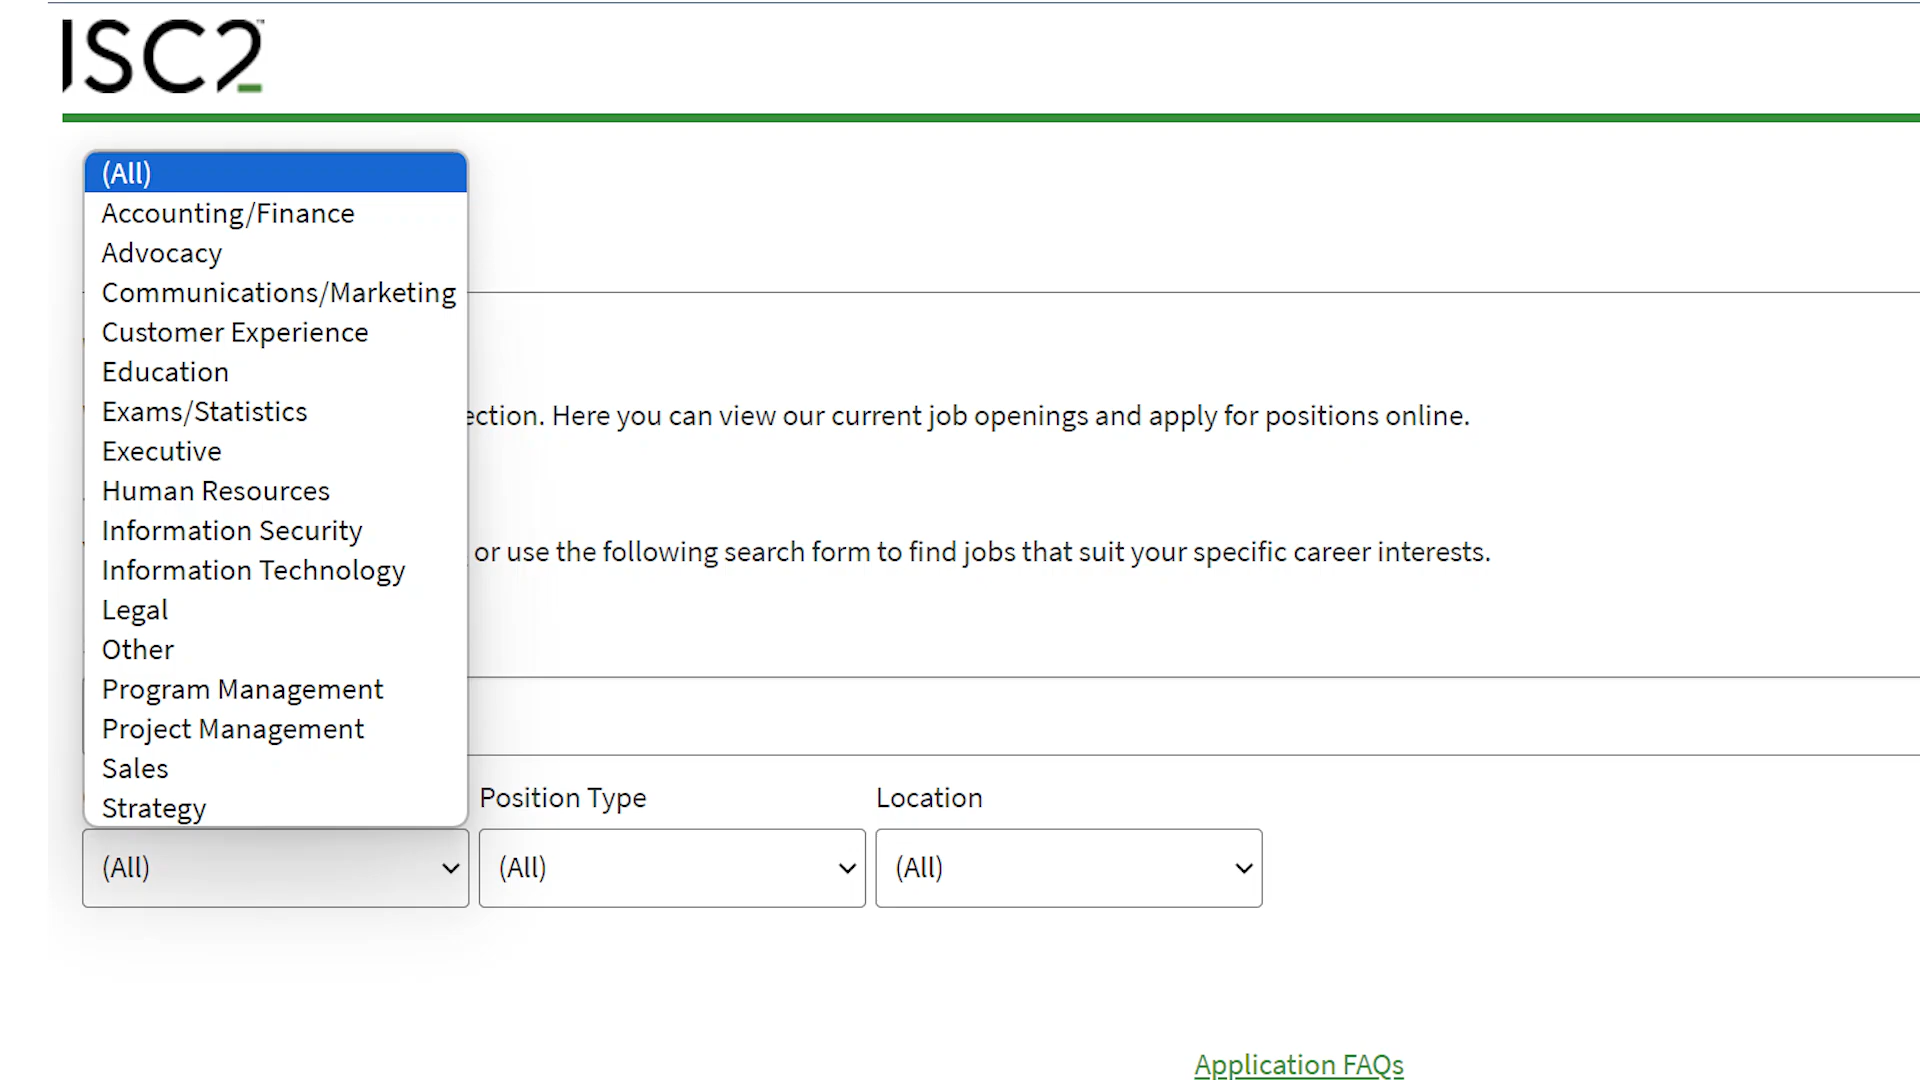 ISC2™
(All)
Accounting/Finance
Advocacy
Communications/Marketing
Customer Experience
Education
Exams/Statistics
Executive
Human Resources
Information Security
Information Technology
Legal
Other
Program Management
Project Management
Sales
Strategy
ection. Here you can view our current job openings and apply for positions online.
or use the following search form to find jobs that suit your specific career interests.
Position Type
Location
(All)
(All)
(All)
Application FAQs